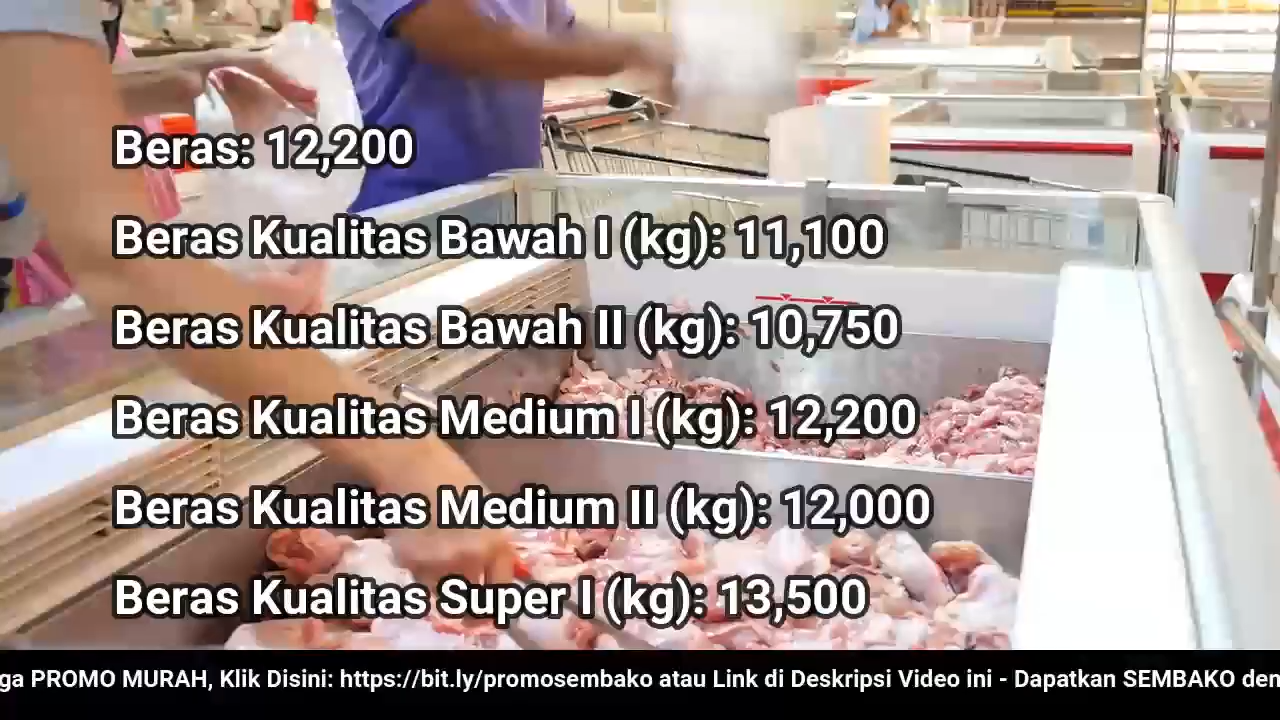 Beras: 12,200
Beras Kualitas Bawah I (kg): 11,100
Beras Kualitas Bawah II (kg): 10,750
Beras Kualitas Medium I (kg): 12,200
Beras Kualitas Medium II (kg): 12,000
Beras Kualitas Super I (kg): 13,500
ga PROMO MURAH, Klik Disini: https://bit.ly/promosembako atau Link di Deskripsi Video ini - Dapatkan SEMBAKO den